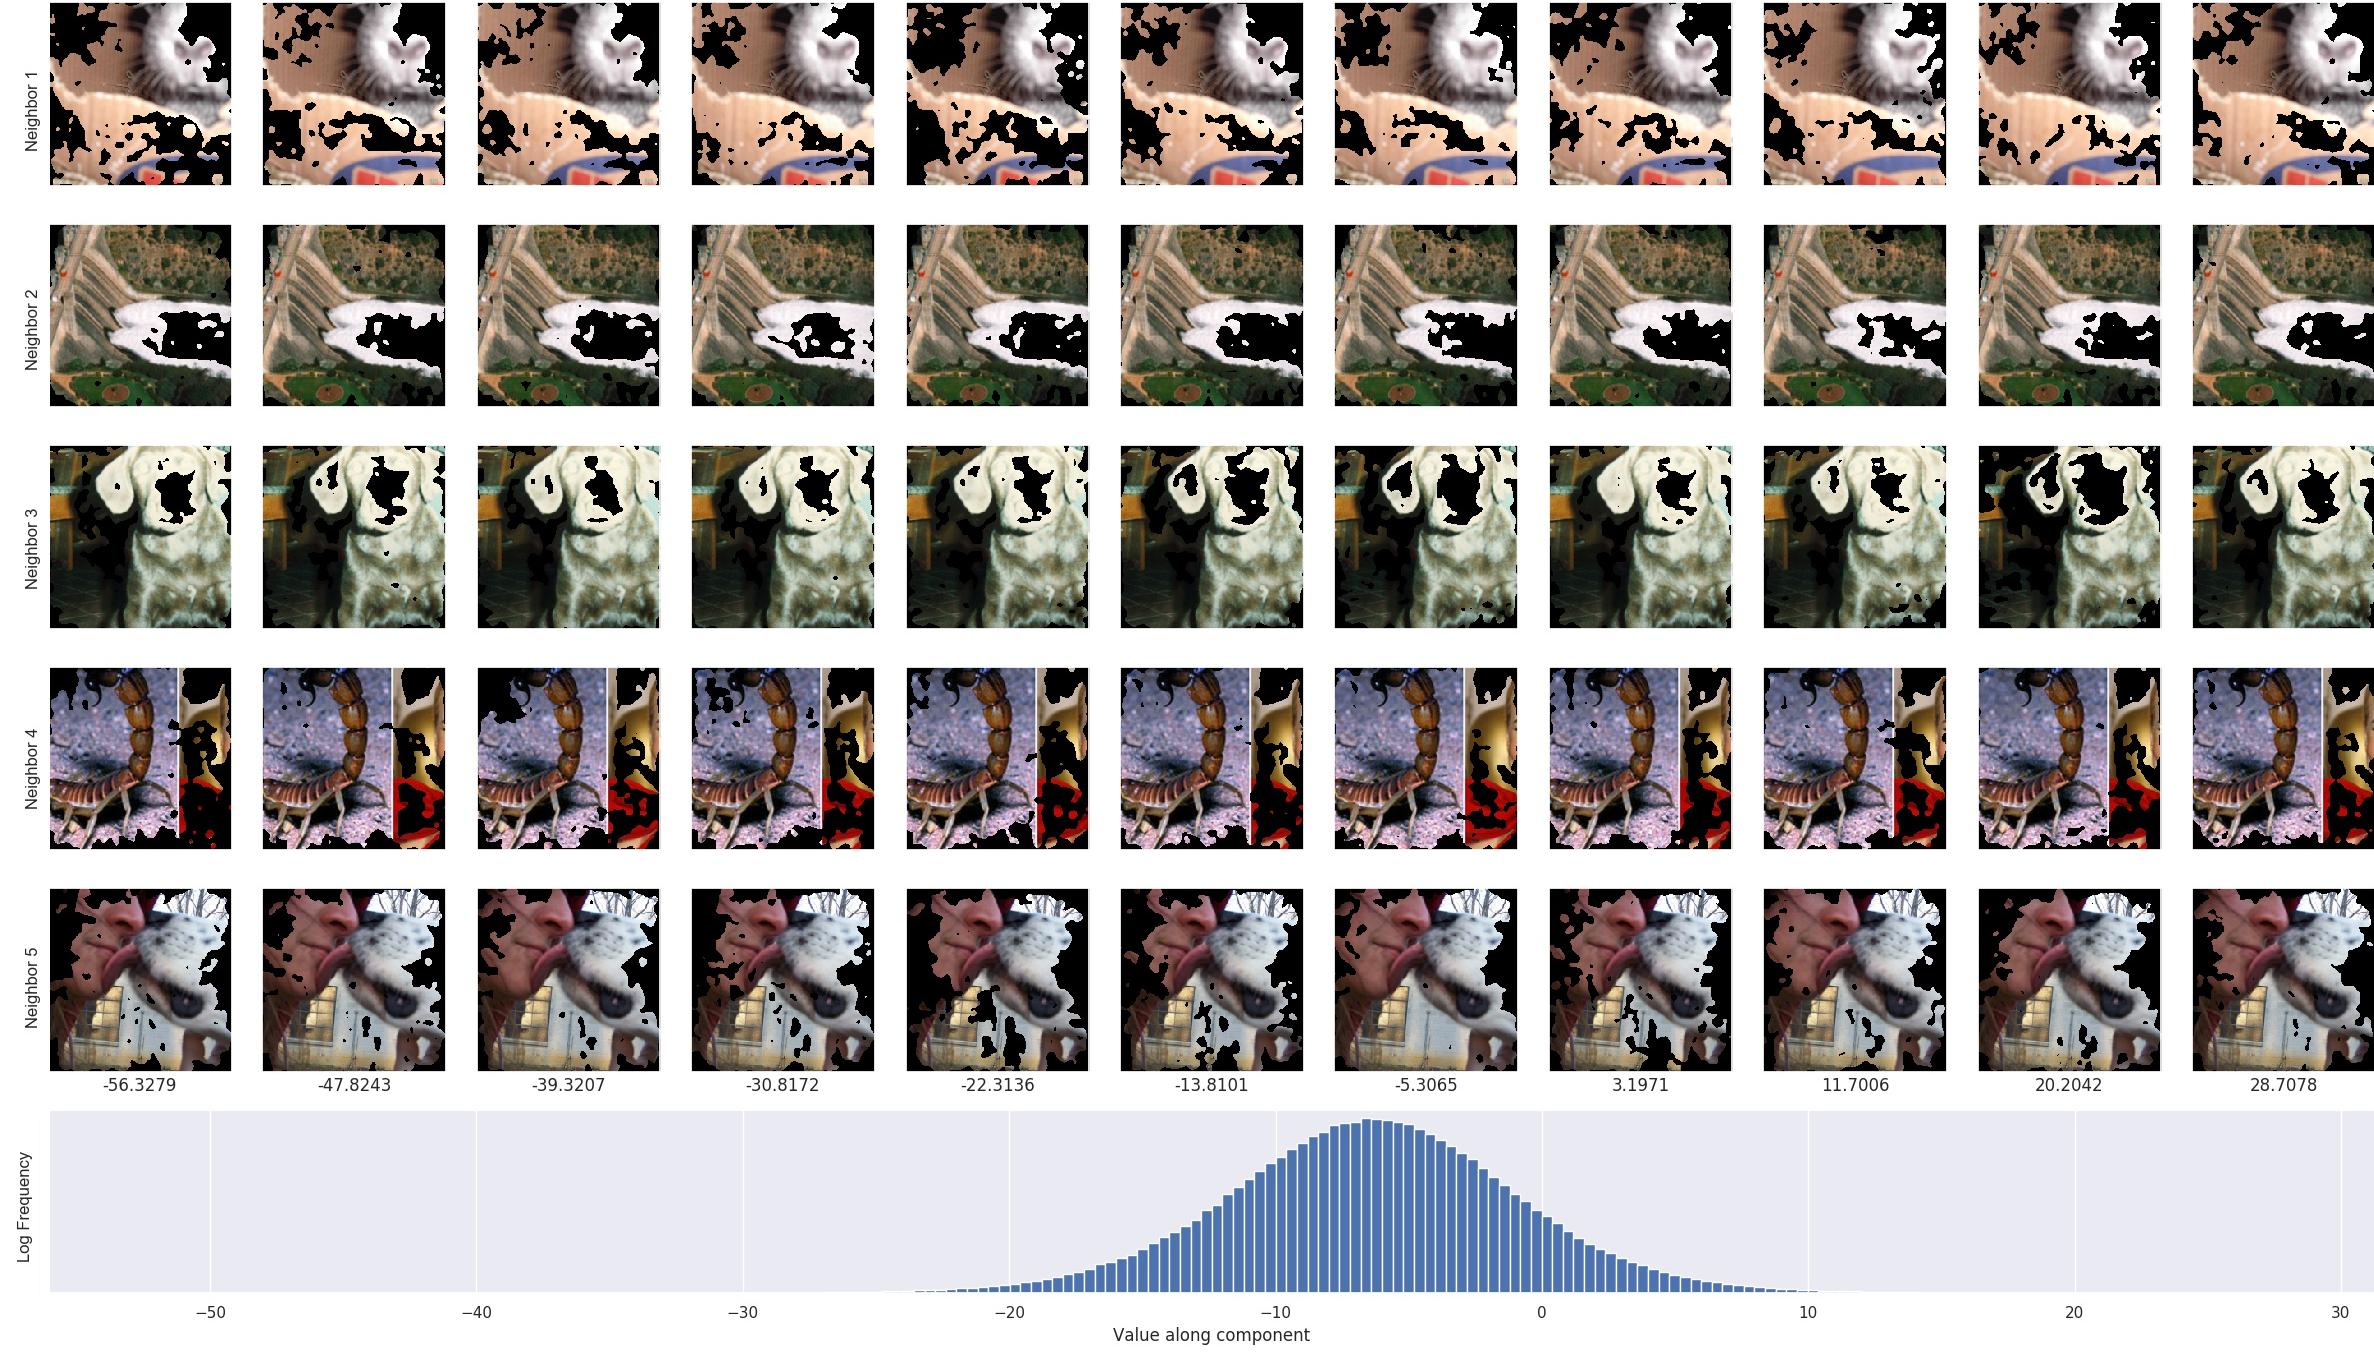 Neighbor 1
Neighbor 2
Neighbor 3
Neighbor 4
Neighbor 5
-56.3279 -47.8243 -39.3207 -30.8172 -22.3136 -13.8101 -5.3065 3.1971 11.7006 20.2042 28.7078
Log Frequency
−50 −40 −30 −20 −10 0 10 20 30
Value along component